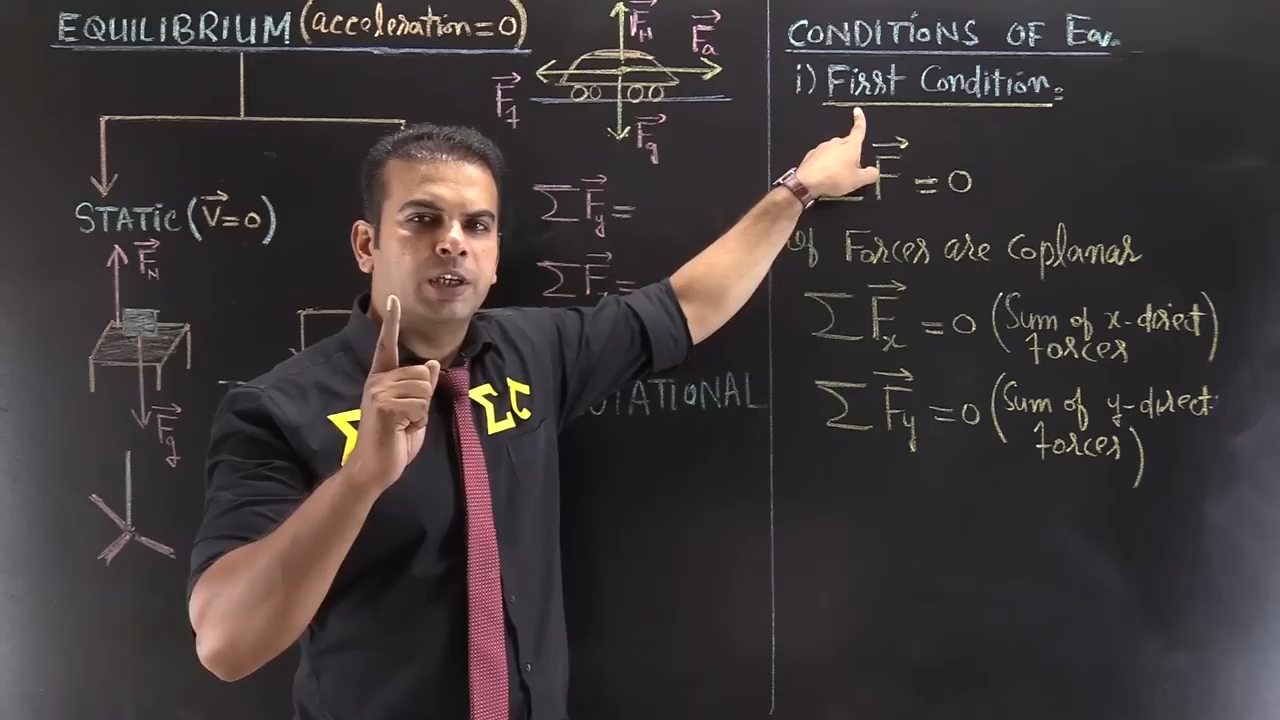 EQUILIBRIUM (acceleration=0)
STATIC (V⃗=0)
F⃗N
F⃗g
F⃗N
F⃗a
F⃗f
F⃗g
ΣF⃗y=
ΣF⃗ =
TATIONAL
CONDITIONS OF Eq.
i) First Condition:
F⃗ = 0
If Forces are Coplanar
ΣF⃗x = 0 (Sum of x-direct
forces)
ΣF⃗y = 0 (Sum of y-direct.
forces)